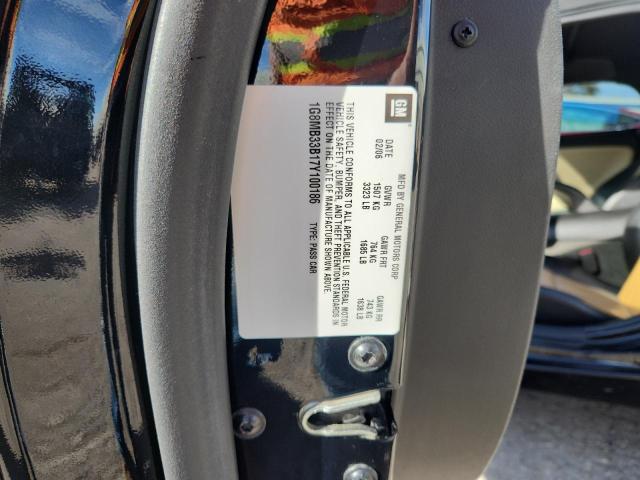 GM
MFD BY GENERAL MOTORS CORP
DATE GVWR GAWR FRT GAWR RR
02/06 1507 KG 764 KG 743 KG
3323 LB 1685 LB 1638 LB
THIS VEHICLE CONFORMS TO ALL APPLICABLE U.S. FEDERAL MOTOR
VEHICLE SAFETY, BUMPER, AND THEFT PREVENTION STANDARDS IN
EFFECT ON THE DATE OF MANUFACTURE SHOWN ABOVE.
1G8MB33B17Y100186 TYPE: PASS CAR